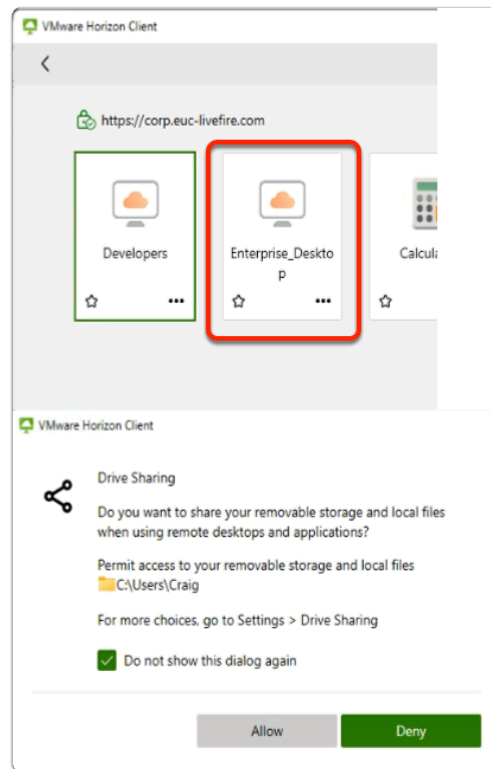 VMware Horizon Client
https://corp.euc-livefire.com
Developers
Enterprise_Deskto
p
Calcula
VMware Horizon Client
Drive Sharing
Do you want to share your removable storage and local files
when using remote desktops and applications?
Permit access to your removable storage and local files
C:\Users\Craig
For more choices, go to Settings > Drive Sharing
Do not show this dialog again
Allow
Deny